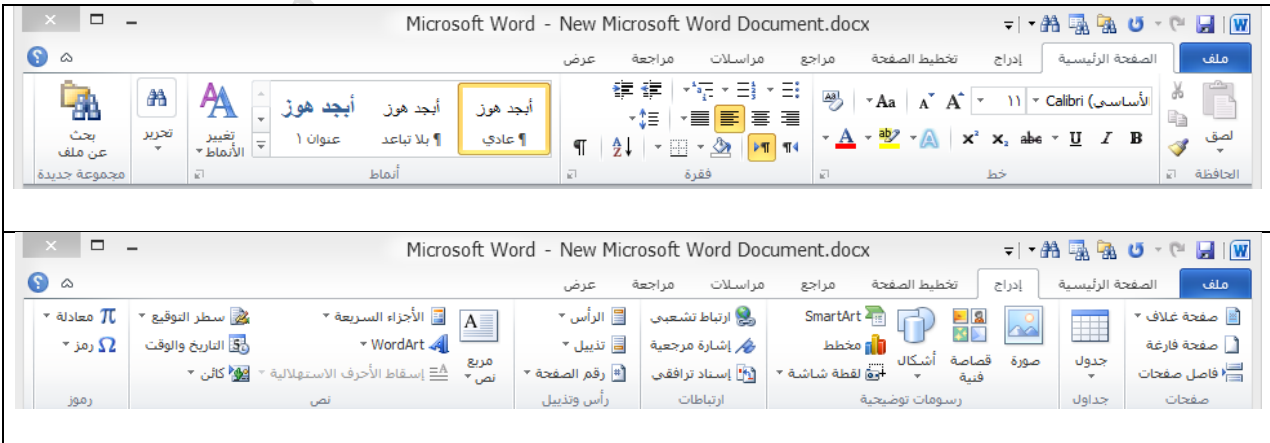 Microsoft Word - New Microsoft Word Document.docx
ملف الصفحة الرئيسية إدراج تخطيط الصفحة مراجع مراسلات مراجعة عرض
لصق
الحافظة
الأساسي) Calibri ١١ Aa
B I U abc x₂ x² A ab A
خط
فقرة
أبجد هوز أبجد هوز أبجد هوز
¶ عادي ¶ بلا تباعد عنوان ١
أنماط
تغيير
الأنماط
تحرير
بحث
عن ملف
مجموعة جديدة
Microsoft Word - New Microsoft Word Document.docx
ملف الصفحة الرئيسية إدراج تخطيط الصفحة مراجع مراسلات مراجعة عرض
صفحة غلاف
صفحة فارغة
فاصل صفحات
صفحات
جدول
جداول
صورة
قصاصة
فنية
أشكال
SmartArt
مخطط
لقطة شاشة
رسومات توضيحية
ارتباط تشعبي
إشارة مرجعية
إسناد ترافقي
ارتباطات
الرأس
تذييل
رقم الصفحة
رأس وتذييل
مربع
نص
الأجزاء السريعة
WordArt
إسقاط الأحرف الاستهلالية
سطر التوقيع
التاريخ والوقت
كائن
نص
π معادلة
Ω رمز
رموز